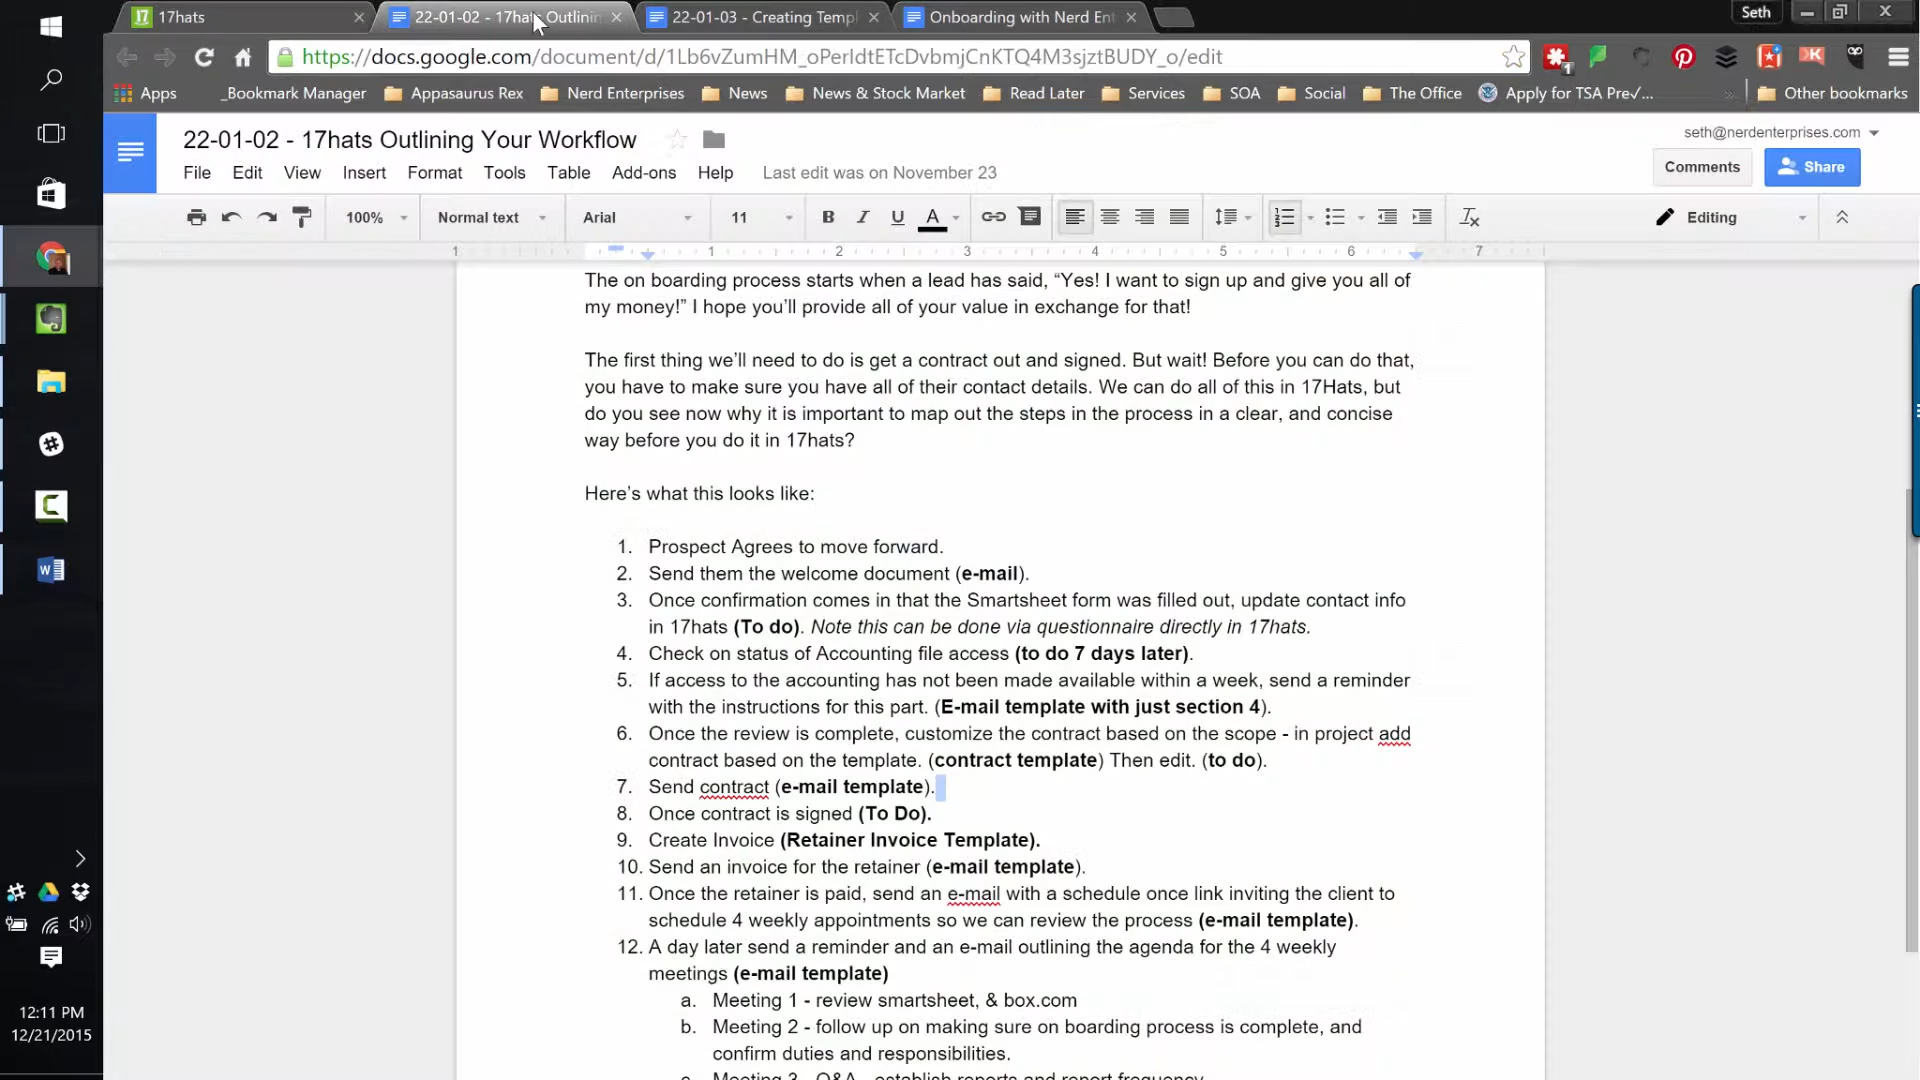 17hats
22-01-02 - 17hats Outlinin
22-01-03 - Creating Templ
Onboarding with Nerd Ent
Seth
https://docs.google.com/document/d/1Lb6vZumHM_oPerIdtETcDvbmjCnKTQ4M3sjztBUDY_o/edit
1
Apps
_Bookmark Manager
Appasaurus Rex
Nerd Enterprises
News
News & Stock Market
Read Later
Services
SOA
Social
The Office
Apply for TSA Pre✓...
Other bookmarks
22-01-02 - 17hats Outlining Your Workflow
seth@nerdenterprises.com
File Edit View Insert Format Tools Table Add-ons Help Last edit was on November 23
Comments
Share
100% Normal text Arial 11 B I U A Editing
1 1 2 3 4 5 6 7
The on boarding process starts when a lead has said, “Yes! I want to sign up and give you all of
my money!” I hope you’ll provide all of your value in exchange for that!
The first thing we’ll need to do is get a contract out and signed. But wait! Before you can do that,
you have to make sure you have all of their contact details. We can do all of this in 17Hats, but
do you see now why it is important to map out the steps in the process in a clear, and concise
way before you do it in 17hats?
Here’s what this looks like:
1. Prospect Agrees to move forward.
2. Send them the welcome document (e-mail).
3. Once confirmation comes in that the Smartsheet form was filled out, update contact info
in 17hats (To do). Note this can be done via questionnaire directly in 17hats.
4. Check on status of Accounting file access (to do 7 days later).
5. If access to the accounting has not been made available within a week, send a reminder
with the instructions for this part. (E-mail template with just section 4).
6. Once the review is complete, customize the contract based on the scope - in project add
contract based on the template. (contract template) Then edit. (to do).
7. Send contract (e-mail template).
8. Once contract is signed (To Do).
9. Create Invoice (Retainer Invoice Template).
10. Send an invoice for the retainer (e-mail template).
11. Once the retainer is paid, send an e-mail with a schedule once link inviting the client to
schedule 4 weekly appointments so we can review the process (e-mail template).
12. A day later send a reminder and an e-mail outlining the agenda for the 4 weekly
meetings (e-mail template)
a. Meeting 1 - review smartsheet, & box.com
b. Meeting 2 - follow up on making sure on boarding process is complete, and
confirm duties and responsibilities.
c. Meeting 3 - Q&A - establish reports and report frequency
12:11 PM
12/21/2015